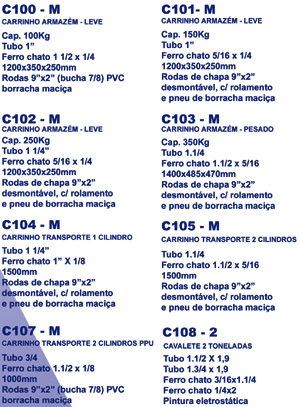 C100 - M
CARRINHO ARMAZÉM - LEVE
Cap. 100Kg
Tubo 1”
Ferro chato 1 1/2 x 1/4
1200x350x250mm
Rodas 9”x2” (bucha 7/8) PVC
borracha maciça
C101- M
CARRINHO ARMAZÉM - LEVE
Cap. 150Kg
Tubo 1”
Ferro chato 5/16 x 1/4
1200x350x250mm
Rodas de chapa 9”x2”
desmontável, c/ rolamento
e pneu de borracha maciça
C102 - M
CARRINHO ARMAZÉM - LEVE
Cap. 250Kg
Tubo 1 1/4”
Ferro chato 5/16 x 1/4
1200x350x250mm
Rodas de chapa 9”x2”
desmontável, c/ rolamento
e pneu de borracha maciça
C103 - M
CARRINHO ARMAZÉM - PESADO
Cap. 350Kg
Tubo 1.1/4
Ferro chato 1.1/2 x 5/16
1400x485x470mm
Rodas de chapa 9”x2”
desmontável, c/ rolamento
e pneu de borracha maciça
C104 - M
CARRINHO TRANSPORTE 1 CILINDRO
Tubo 1 1/4”
Ferro chato 1” X 1/8
1500mm
Rodas de chapa 9”x2”
desmontável, c/ rolamento
e pneu de borracha maciça
C105 - M
CARRINHO TRANSPORTE 2 CILINDROS
Tubo 1.1/4
Ferro chato 1.1/2 x 5/16
1500mm
Rodas de chapa 9”x2”
desmontável, c/ rolamento
e pneu de borracha maciça
C107 - M
CARRINHO TRANSPORTE 2 CILINDROS PPU
Tubo 3/4
Ferro chato 1.1/2 x 1/8
1000mm
Rodas 9”x2” (bucha 7/8) PVC
borracha maciça
C108 - 2
CAVALETE 2 TONELADAS
Tubo 1.1/2 X 1,9
Tubo 1.3/4 x 1,9
Ferro chato 3/16x1.1/4
Ferro chato 1/4x2
Pintura eletrostática